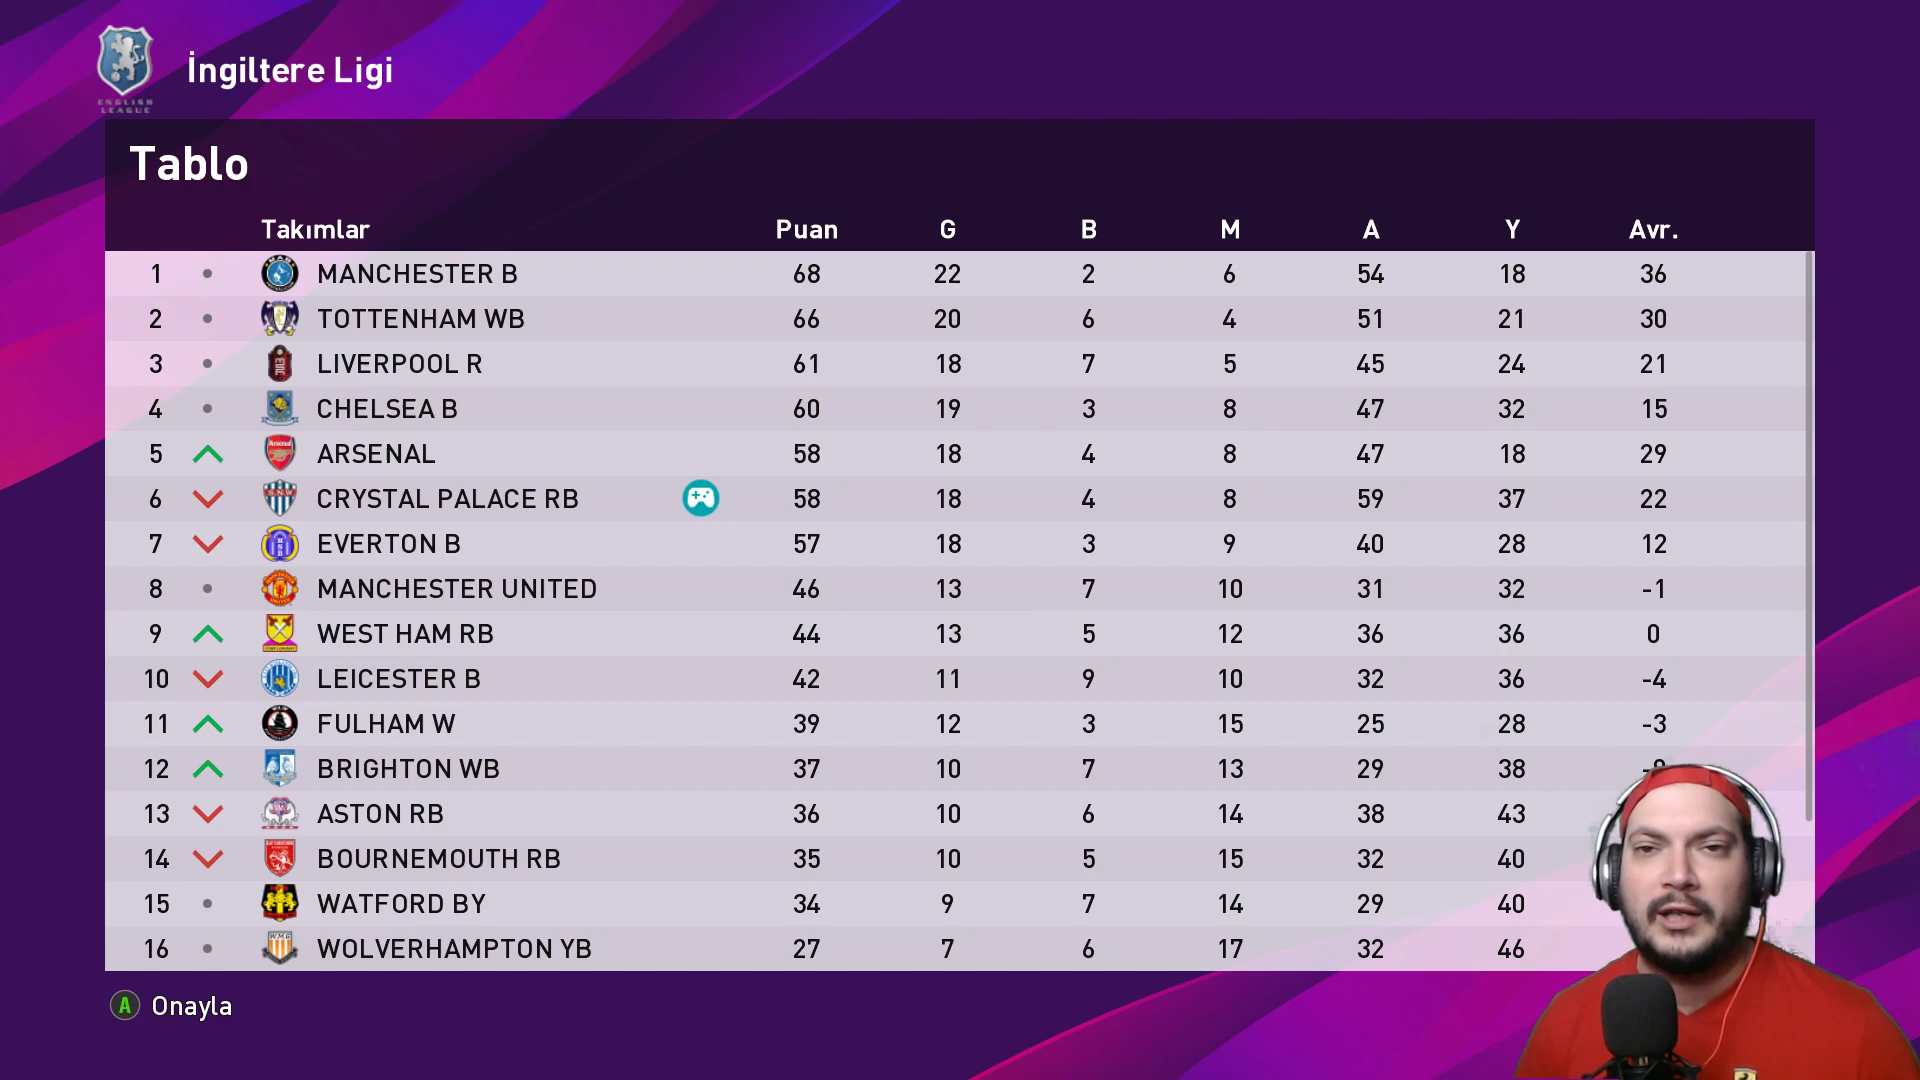 ENGLISH
LEAGUE
İngiltere Ligi
Tablo
Takımlar Puan G B M A Y Avr.
1 MANCHESTER B 68 22 2 6 54 18 36
2 TOTTENHAM WB 66 20 6 4 51 21 30
3 LIVERPOOL R 61 18 7 5 45 24 21
4 CHELSEA B 60 19 3 8 47 32 15
5 ARSENAL 58 18 4 8 47 18 29
6 CRYSTAL PALACE RB 58 18 4 8 59 37 22
7 EVERTON B 57 18 3 9 40 28 12
8 MANCHESTER UNITED 46 13 7 10 31 32 -1
9 WEST HAM RB 44 13 5 12 36 36 0
10 LEICESTER B 42 11 9 10 32 36 -4
11 FULHAM W 39 12 3 15 25 28 -3
12 BRIGHTON WB 37 10 7 13 29 38
13 ASTON RB 36 10 6 14 38 43
14 BOURNEMOUTH RB 35 10 5 15 32 40
15 WATFORD BY 34 9 7 14 29 40
16 WOLVERHAMPTON YB 27 7 6 17 32 46
A Onayla